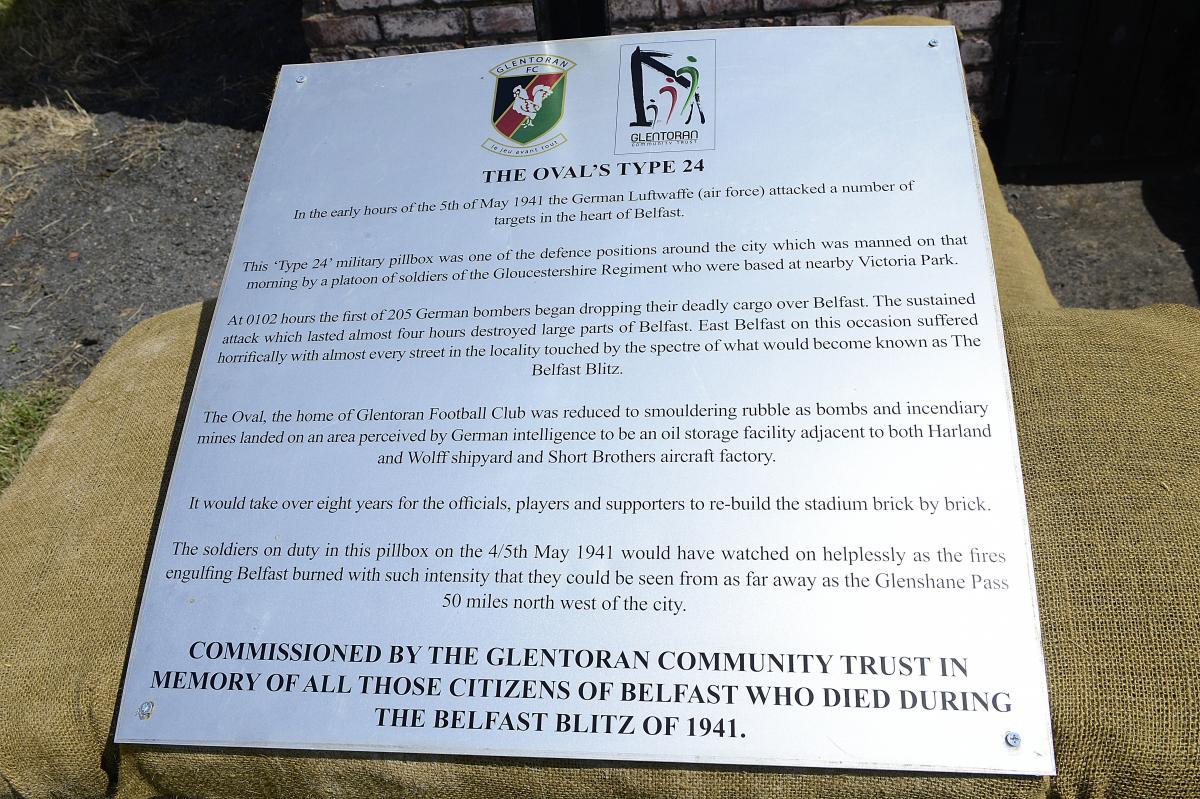 GLENTORAN
FC
le jeu avant tout
GLENTORAN
COMMUNITY TRUST
THE OVAL'S TYPE 24
In the early hours of the 5th of May 1941 the German Luftwaffe (air force) attacked a number of
targets in the heart of Belfast.
This 'Type 24' military pillbox was one of the defence positions around the city which was manned on that
morning by a platoon of soldiers of the Gloucestershire Regiment who were based at nearby Victoria Park.
At 0102 hours the first of 205 German bombers began dropping their deadly cargo over Belfast. The sustained
attack which lasted almost four hours destroyed large parts of Belfast. East Belfast on this occasion suffered
horrifically with almost every street in the locality touched by the spectre of what would become known as The
Belfast Blitz.
The Oval, the home of Glentoran Football Club was reduced to smouldering rubble as bombs and incendiary
mines landed on an area perceived by German intelligence to be an oil storage facility adjacent to both Harland
and Wolff shipyard and Short Brothers aircraft factory.
It would take over eight years for the officials, players and supporters to re-build the stadium brick by brick.
The soldiers on duty in this pillbox on the 4/5th May 1941 would have watched on helplessly as the fires
engulfing Belfast burned with such intensity that they could be seen from as far away as the Glenshane Pass
50 miles north west of the city.
COMMISSIONED BY THE GLENTORAN COMMUNITY TRUST IN
MEMORY OF ALL THOSE CITIZENS OF BELFAST WHO DIED DURING
THE BELFAST BLITZ OF 1941.